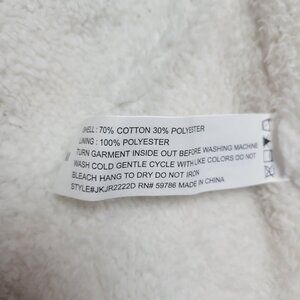 SHELL : 70% COTTON 30% POLYESTER
LINING : 100% POLYESTER
TURN GARMENT INSIDE OUT BEFORE WASHING MACHINE
WASH COLD GENTLE CYCLE WITH LIKE COLORS DO NOT
BLEACH HANG TO DRY DO NOT IRON
STYLE#JKJR2222D RN# 59786 MADE IN CHINA